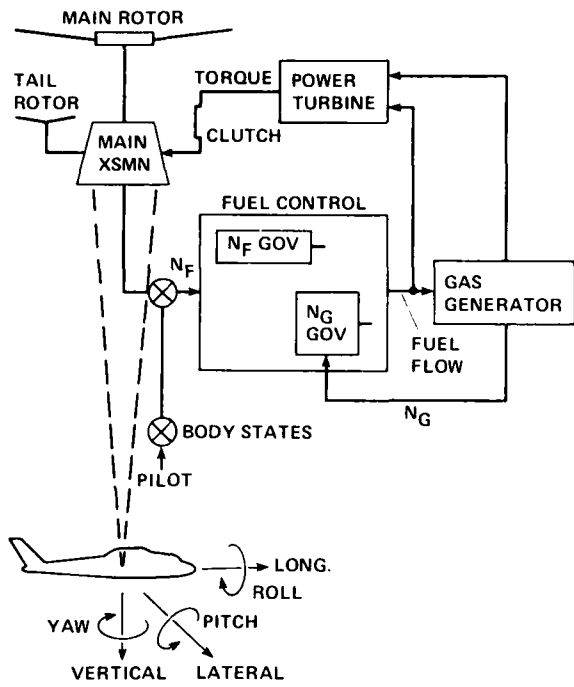 MAIN ROTOR
TAIL
ROTOR
TORQUE
POWER
TURBINE
CLUTCH
MAIN
XSMN
FUEL CONTROL
N_F GOV
N_F
N_G
GOV
GAS
GENERATOR
FUEL
FLOW
N_G
BODY STATES
PILOT
LONG.
ROLL
YAW
PITCH
VERTICAL
LATERAL